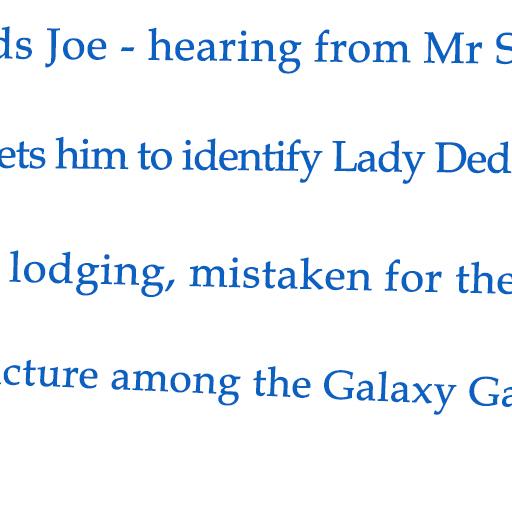 ds Joe - hearing from Mr S
ets him to identify Lady Ded
lodging, mistaken for the
cture among the Galaxy Ga